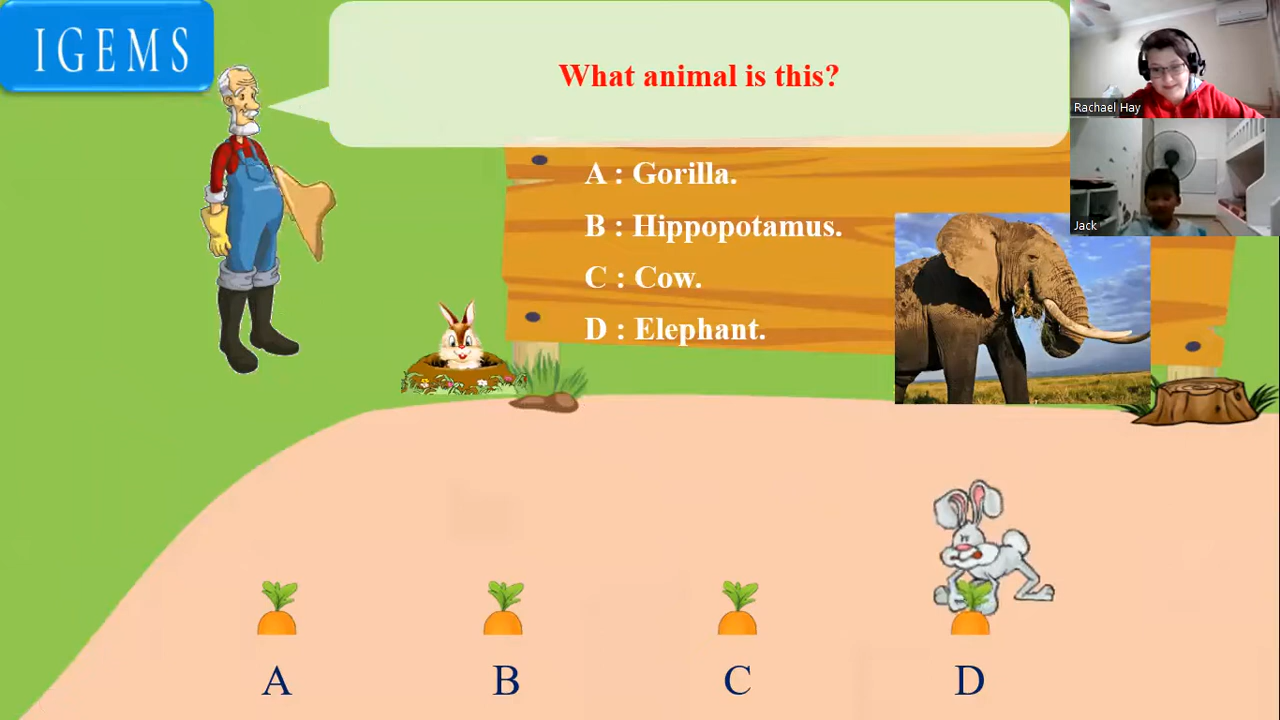 IGEMS
What animal is this?
A : Gorilla.
B : Hippopotamus.
C : Cow.
D : Elephant.
Rachael Hay
Jack
A
B
C
D